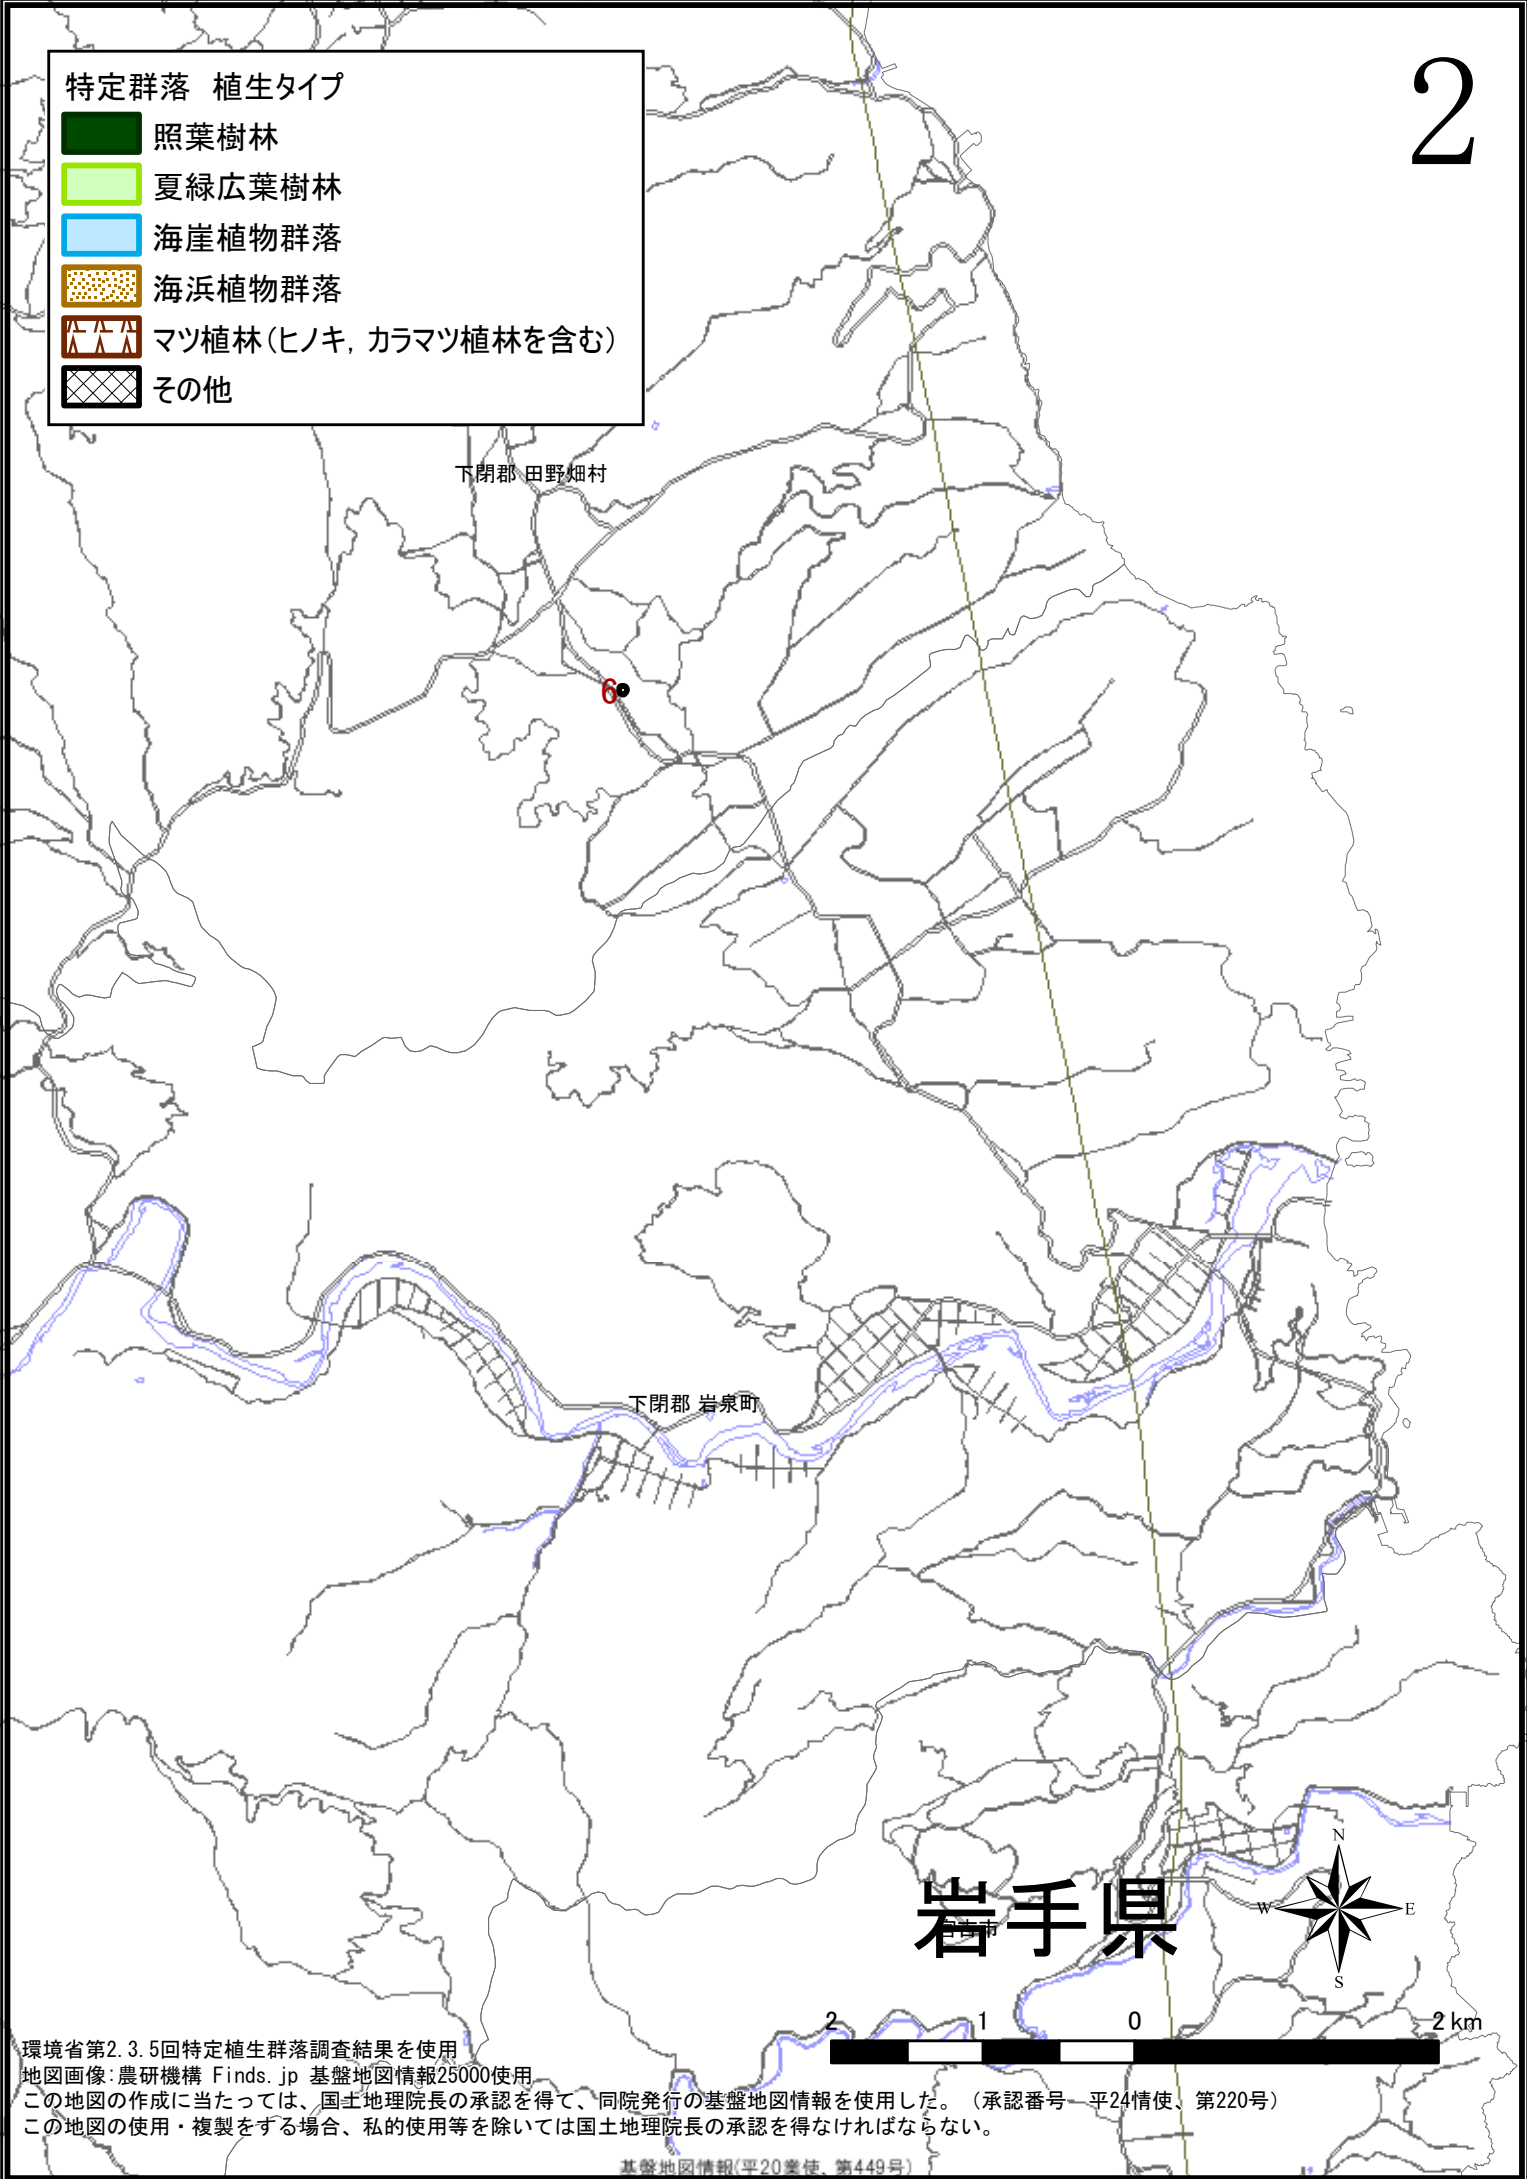 2
特定群落　植生タイプ
照葉樹林
夏緑広葉樹林
海崖植物群落
海浜植物群落
マツ植林（ヒノキ，カラマツ植林を含む）
その他
下閉郡 田野畑村
6
下閉郡 岩泉町
岩手県
宮古市
N
W E
S
2 1 0 2 km
環境省第2.3.5回特定植生群落調査結果を使用
地図画像:農研機構 Finds.jp 基盤地図情報25000使用
この地図の作成に当たっては、国土地理院長の承認を得て、同院発行の基盤地図情報を使用した。（承認番号　平24情使、第220号）
この地図の使用・複製をする場合、私的使用等を除いては国土地理院長の承認を得なければならない。
基盤地図情報(平20業使、第449号)